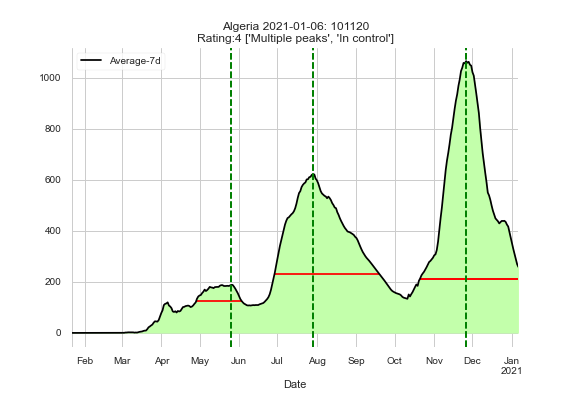 Algeria 2021-01-06: 101120
Rating:4 ['Multiple peaks', 'In control']
Average-7d
1000
800
600
400
200
0
Feb Mar Apr May Jun Jul Aug Sep Oct Nov Dec Jan
2021
Date